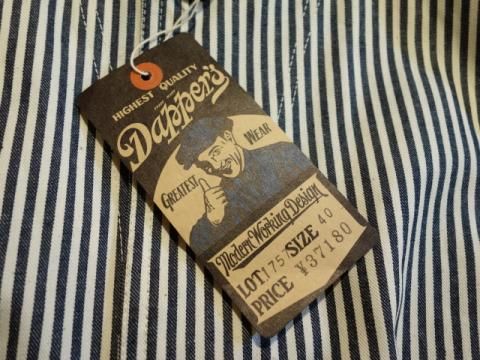 HIGHEST QUALITY
Dapper's
GREATEST WEAR
Modern Working Design
LOT 175 SIZE 40
PRICE ¥37180